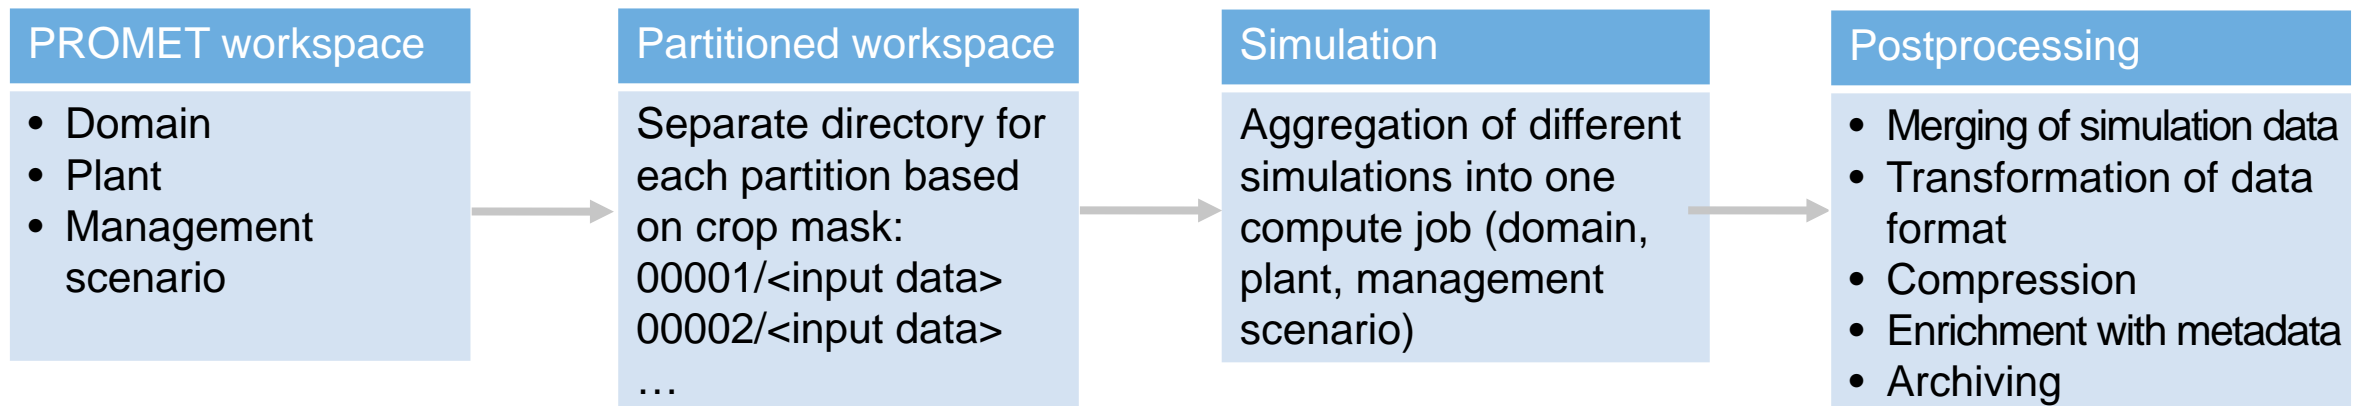 PROMET workspace
• Domain
• Plant
• Management
scenario
Partitioned workspace
Separate directory for
each partition based
on crop mask:
00001/<input data>
00002/<input data>
…
Simulation
Aggregation of different
simulations into one
compute job (domain,
plant, management
scenario)
Postprocessing
• Merging of simulation data
• Transformation of data
format
• Compression
• Enrichment with metadata
• Archiving